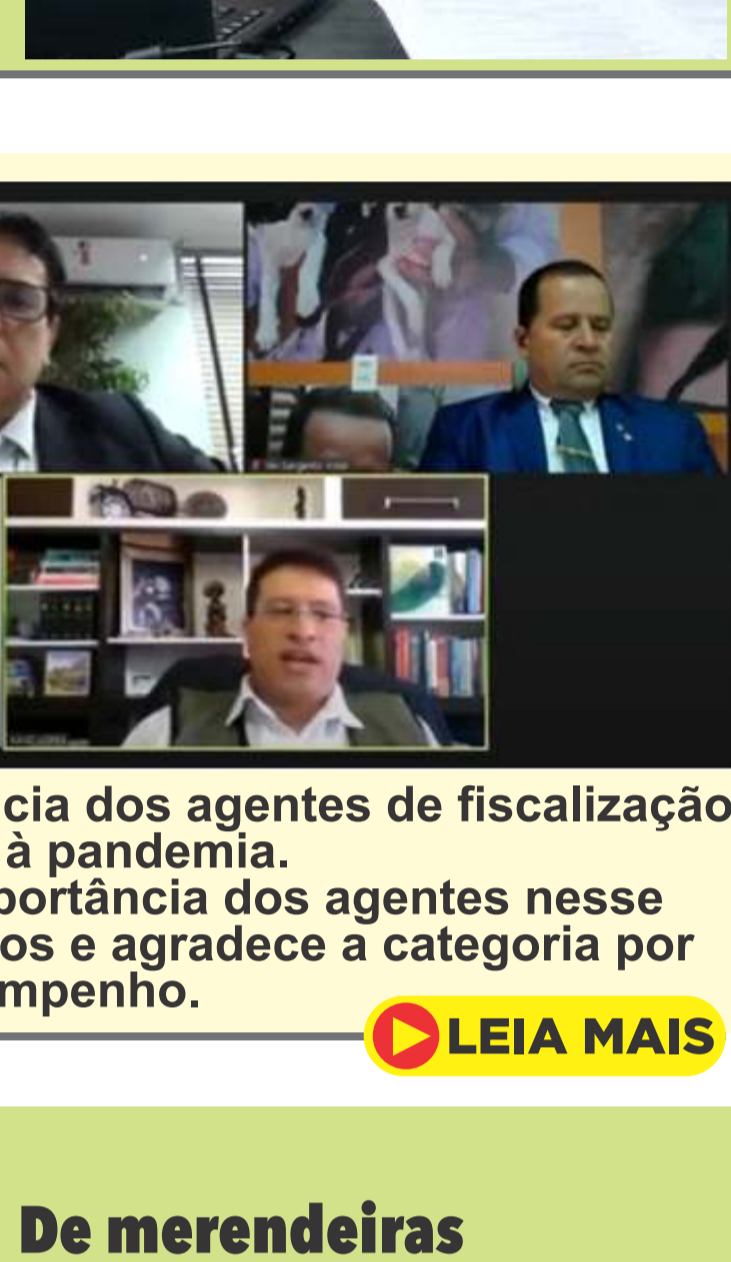 cia dos agentes de fiscalização
à pandemia.
portância dos agentes nesse
os e agradece a categoria por
mpenho.
LEIA MAIS
De merendeiras